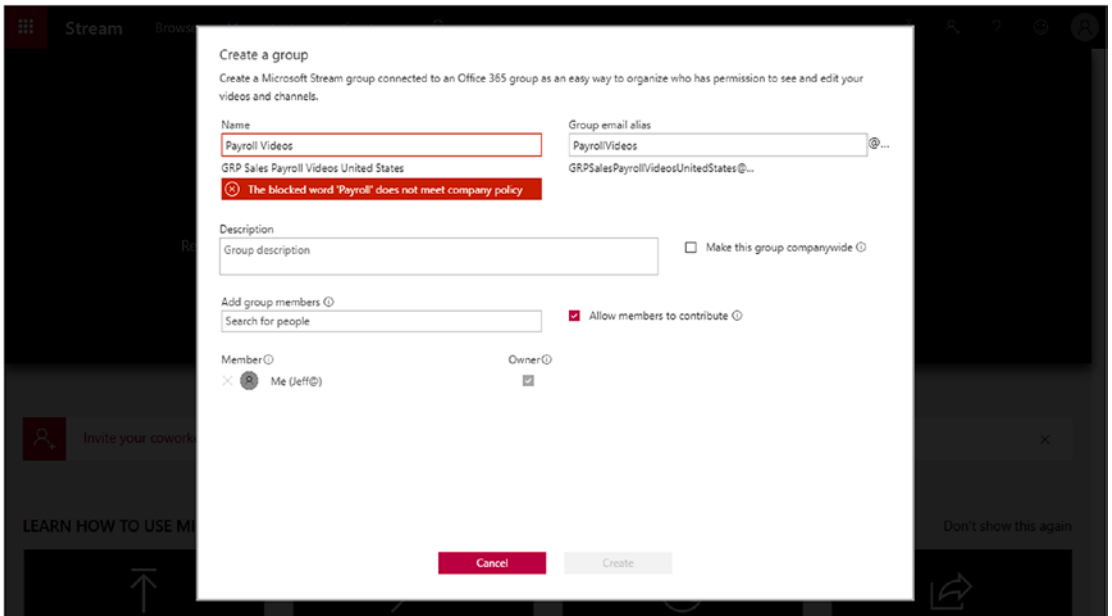 Stream Browse
Create a group
Create a Microsoft Stream group connected to an Office 365 group as an easy way to organize who has permission to see and edit your
videos and channels.
Name Group email alias
Payroll Videos PayrollVideos @...
GRP Sales Payroll Videos United States GRPSalesPayrollVideosUnitedStates@...
The blocked word 'Payroll' does not meet company policy
Description
Group description Make this group companywide
Re
Add group members
Search for people Allow members to contribute
Member Owner
Me (Jeff@)
Invite your cowork
LEARN HOW TO USE MI Don't show this again
Cancel Create